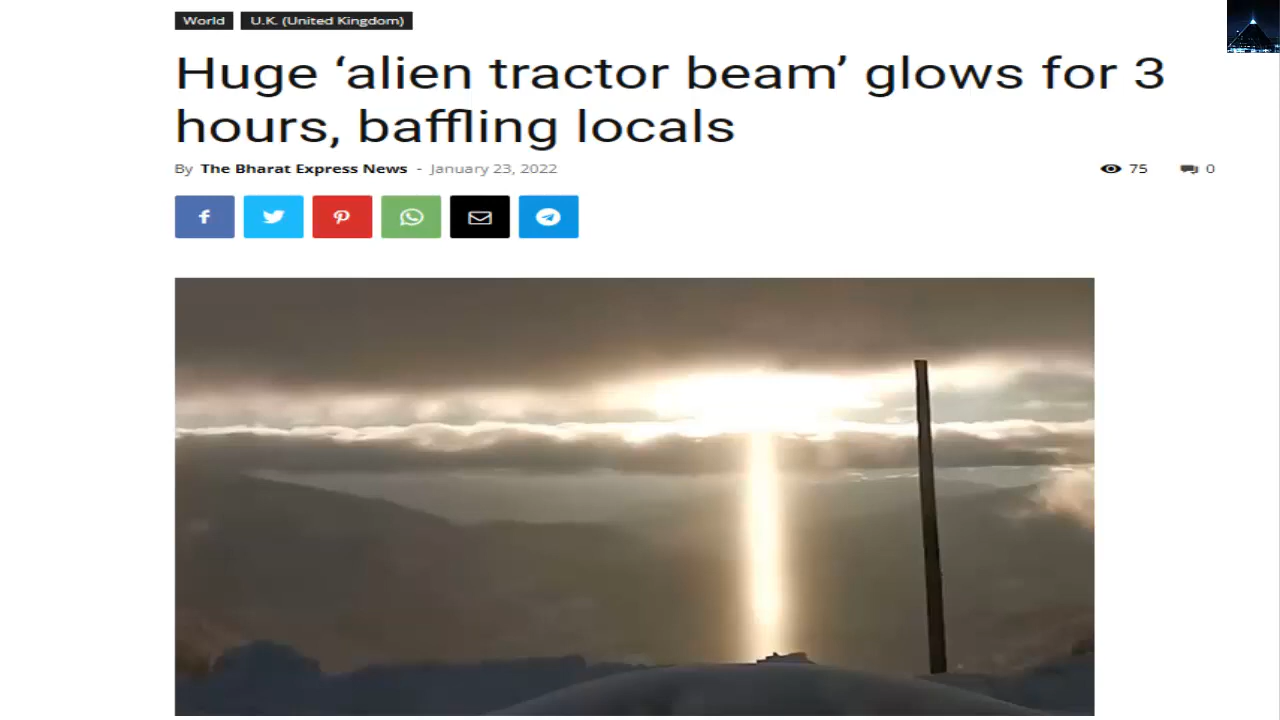 World U.K. (United Kingdom)
Huge ‘alien tractor beam’ glows for 3
hours, baffling locals
By The Bharat Express News - January 23, 2022 75 0